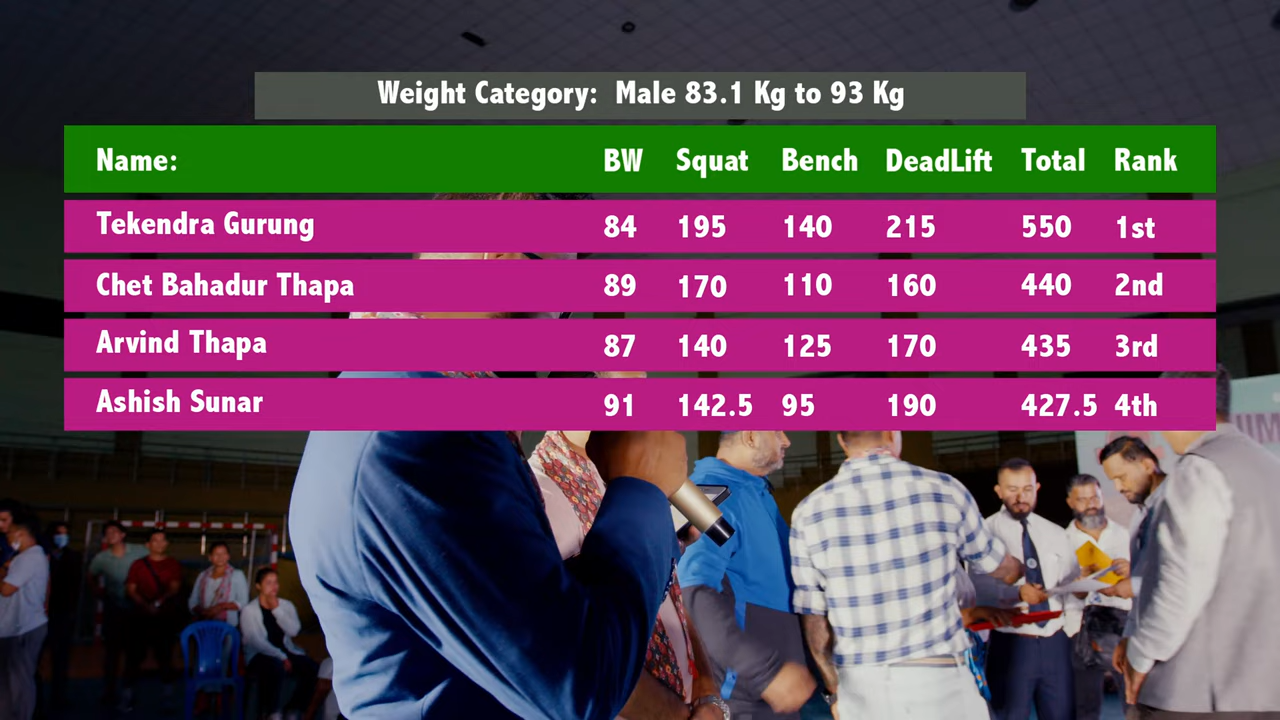 Weight Category: Male 83.1 Kg to 93 Kg
Name: BW Squat Bench DeadLift Total Rank
Tekendra Gurung 84 195 140 215 550 1st
Chet Bahadur Thapa 89 170 110 160 440 2nd
Arvind Thapa 87 140 125 170 435 3rd
Ashish Sunar 91 142.5 95 190 427.5 4th